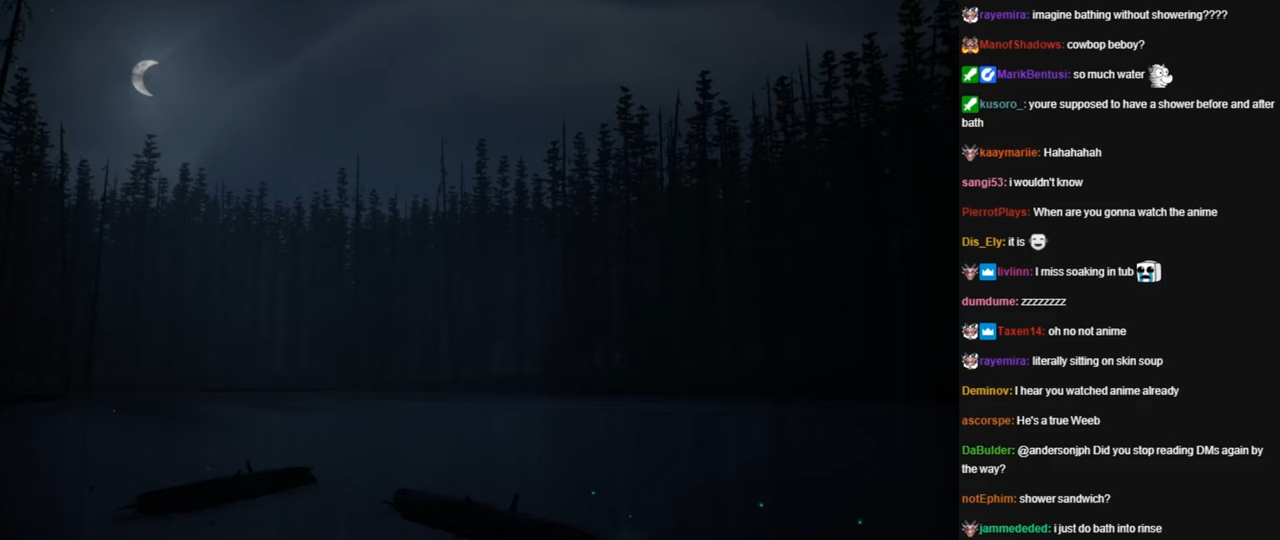 rayemira: imagine bathing without showering????
ManofShadows: cowbop beboy?
MarikBentusi: so much water
kusoro_: youre supposed to have a shower before and after
bath
kaaymariie: Hahahahah
sangi53: i wouldn't know
PierrotPlays: When are you gonna watch the anime
Dis_Ely: it is
livlinn: I miss soaking in tub
dumdume: zzzzzzzz
Taxen14: oh no not anime
rayemira: literally sitting on skin soup
Deminov: I hear you watched anime already
ascorspe: He's a true Weeb
DaBulder: @andersonjph Did you stop reading DMs again by
the way?
notEphim: shower sandwich?
jammededed: i just do bath into rinse